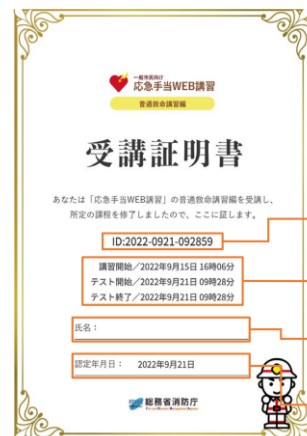 一般市民向け
応急手当WEB講習
普通救命講習編
受講証明書
あなたは「応急手当WEB講習」の普通救命講習編を受講し、
所定の課程を修了しましたので、ここに証します。
ID:2022-0921-092859
講習開始／2022年9月15日 16時06分
テスト開始／2022年9月21日 09時28分
テスト終了／2022年9月21日 09時28分
氏名：
認定年月日： 2022年9月21日
総務省消防庁
Fire and Disaster Management Agency